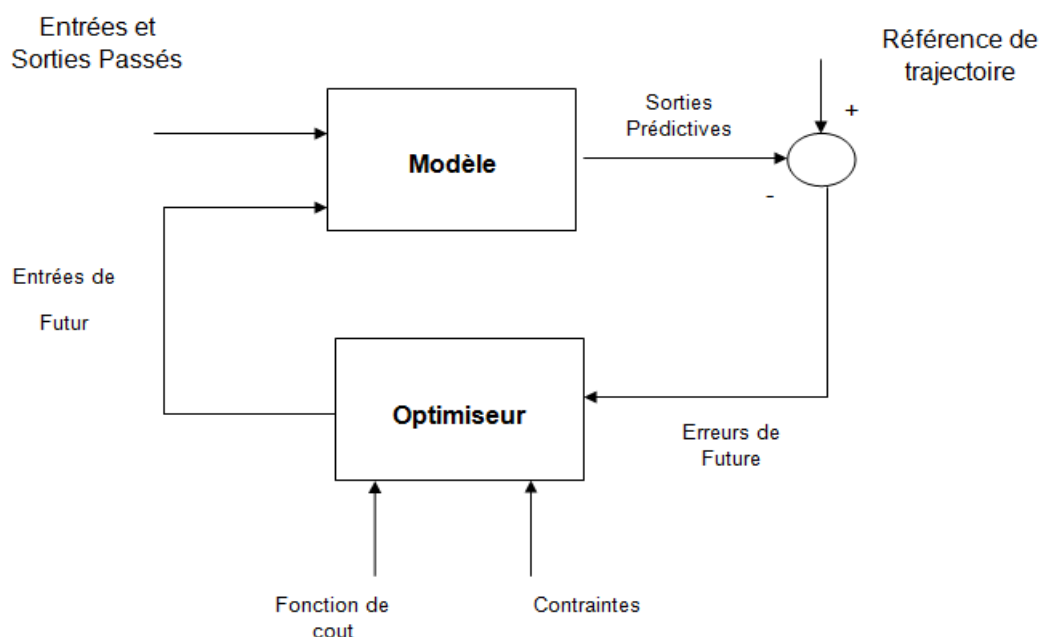 Entrées et
Sorties Passés
Référence de
trajectoire
Sorties
Prédictives
+
Modèle
-
Entrées de
Futur
Optimiseur
Erreurs de
Future
Fonction de
cout
Contraintes